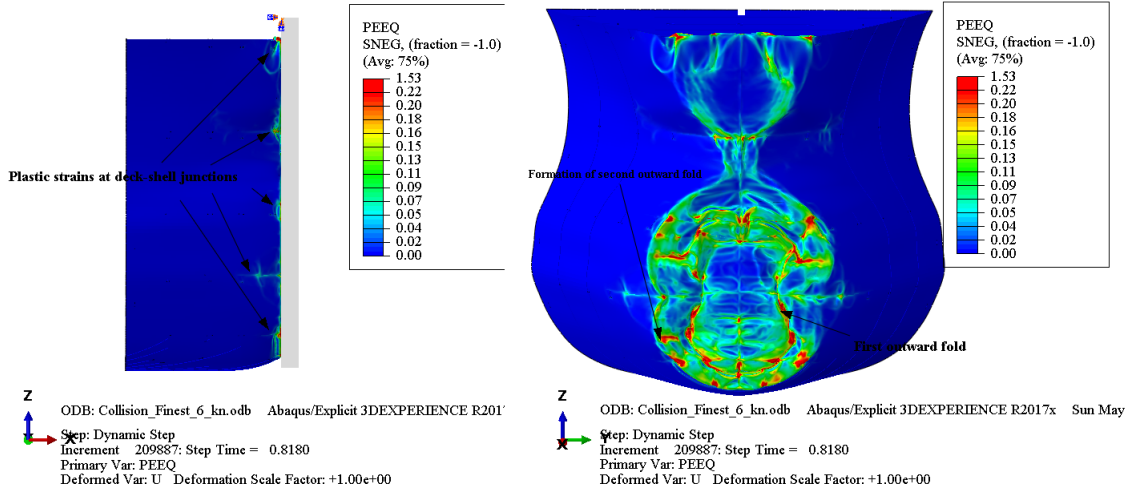 PEEQ
SNEG, (fraction = -1.0)
(Avg: 75%)
1.53
0.22
0.20
0.18
0.16
0.15
0.13
0.11
0.09
0.07
0.05
0.04
0.02
0.00
Plastic strains at deck-shell junctions
Z
X
ODB: Collision_Finest_6_kn.odb Abaqus/Explicit 3DEXPERIENCE R201
Step: Dynamic Step
Increment 209887: Step Time = 0.8180
Primary Var: PEEQ
Deformed Var: U Deformation Scale Factor: +1.00e+00
PEEQ
SNEG, (fraction = -1.0)
(Avg: 75%)
1.53
0.22
0.20
0.18
0.16
0.15
0.13
0.11
0.09
0.07
0.05
0.04
0.02
0.00
Formation of second outward fold
First outward fold
Z
X
Y
ODB: Collision_Finest_6_kn.odb Abaqus/Explicit 3DEXPERIENCE R2017x Sun May
Step: Dynamic Step
Increment 209887: Step Time = 0.8180
Primary Var: PEEQ
Deformed Var: U Deformation Scale Factor: +1.00e+00